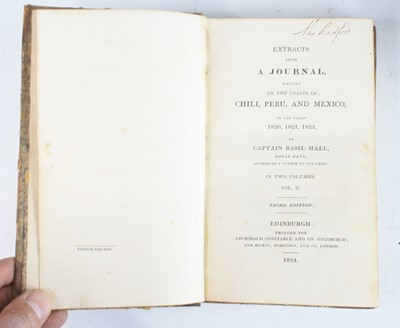 EXTRACTS
FROM
A JOURNAL,
WRITTEN
ON THE COASTS OF
CHILI, PERU, AND MEXICO,
IN THE YEARS
1820, 1821, 1822,
BY
CAPTAIN BASIL HALL,
ROYAL NAVY,
AUTHOR OF A VOYAGE TO LOO CHOO.
IN TWO VOLUMES
VOL. II.
THIRD EDITION.
EDINBURGH:
PRINTED FOR
ARCHIBALD CONSTABLE AND CO. EDINBURGH;
AND HURST, ROBINSON, AND CO. LONDON.
1824.